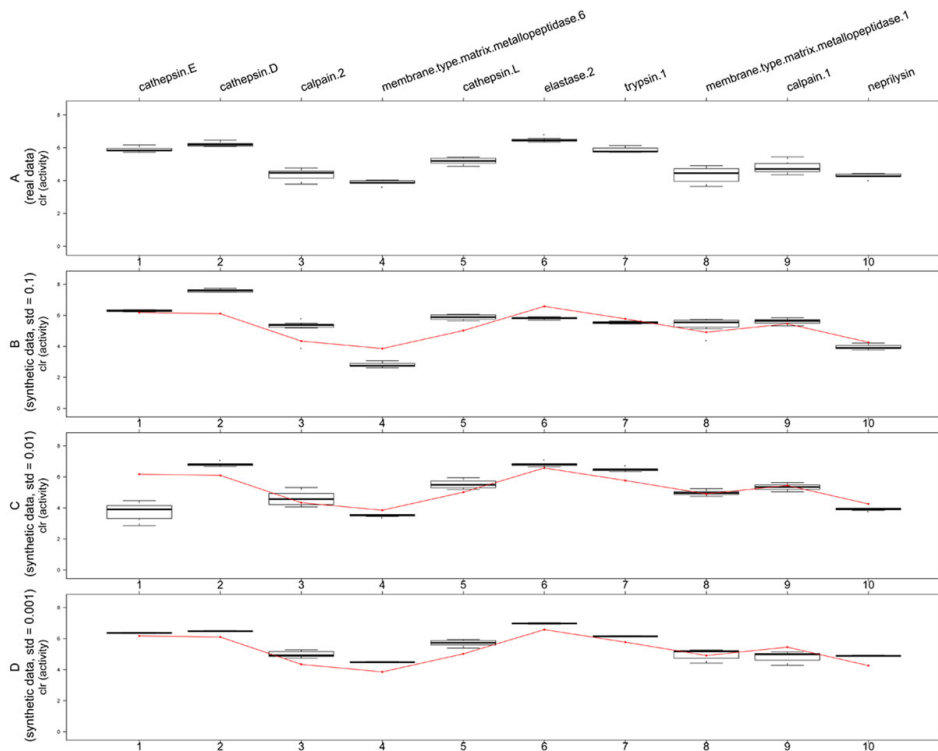 cathepsin.E
cathepsin.D
calpain.2
membrane.type.matrix.metallopeptidase.6
cathepsin.L
elastase.2
trypsin.1
membrane.type.matrix.metallopeptidase.1
calpain.1
neprilysin
A
(real data)
clr (activity)
8
6
4
2
0
1 2 3 4 5 6 7 8 9 10
B
(synthetic data, std = 0.1)
clr (activity)
8
6
4
2
0
1 2 3 4 5 6 7 8 9 10
C
(synthetic data, std = 0.01)
clr (activity)
8
6
4
2
0
1 2 3 4 5 6 7 8 9 10
D
(synthetic data, std = 0.001)
clr (activity)
8
6
4
2
0
1 2 3 4 5 6 7 8 9 10